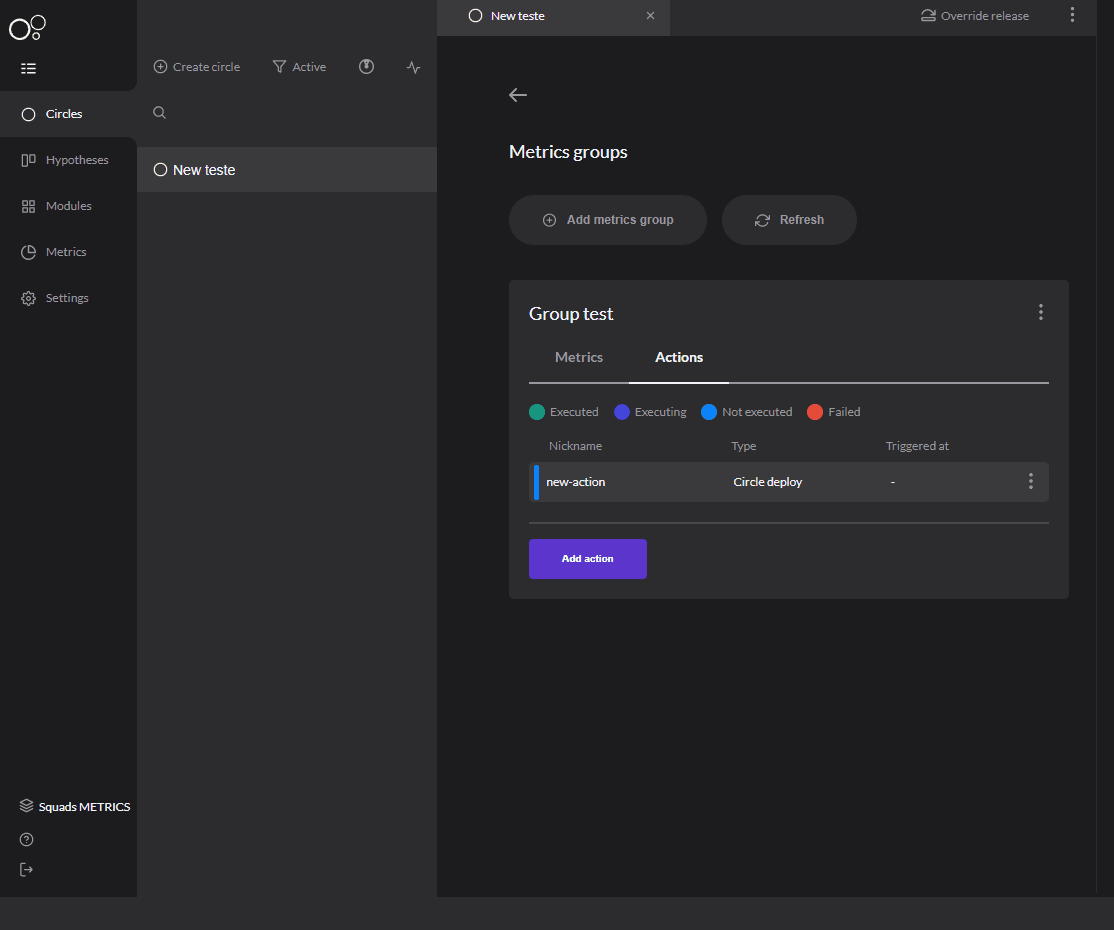 Circles
Hypotheses
Modules
Metrics
Settings
Squads METRICS
Create circle
Active
New teste
New teste
Override release
Metrics groups
Add metrics group
Refresh
Group test
Metrics
Actions
Executed
Executing
Not executed
Failed
Nickname
Type
Triggered at
new-action
Circle deploy
-
Add action